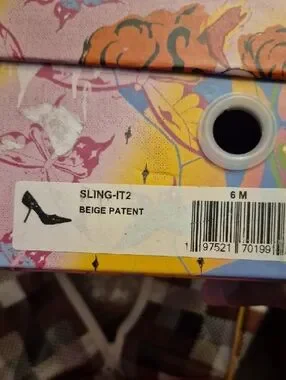 SLING-IT2
6 M
BEIGE PATENT
1 97521 70199